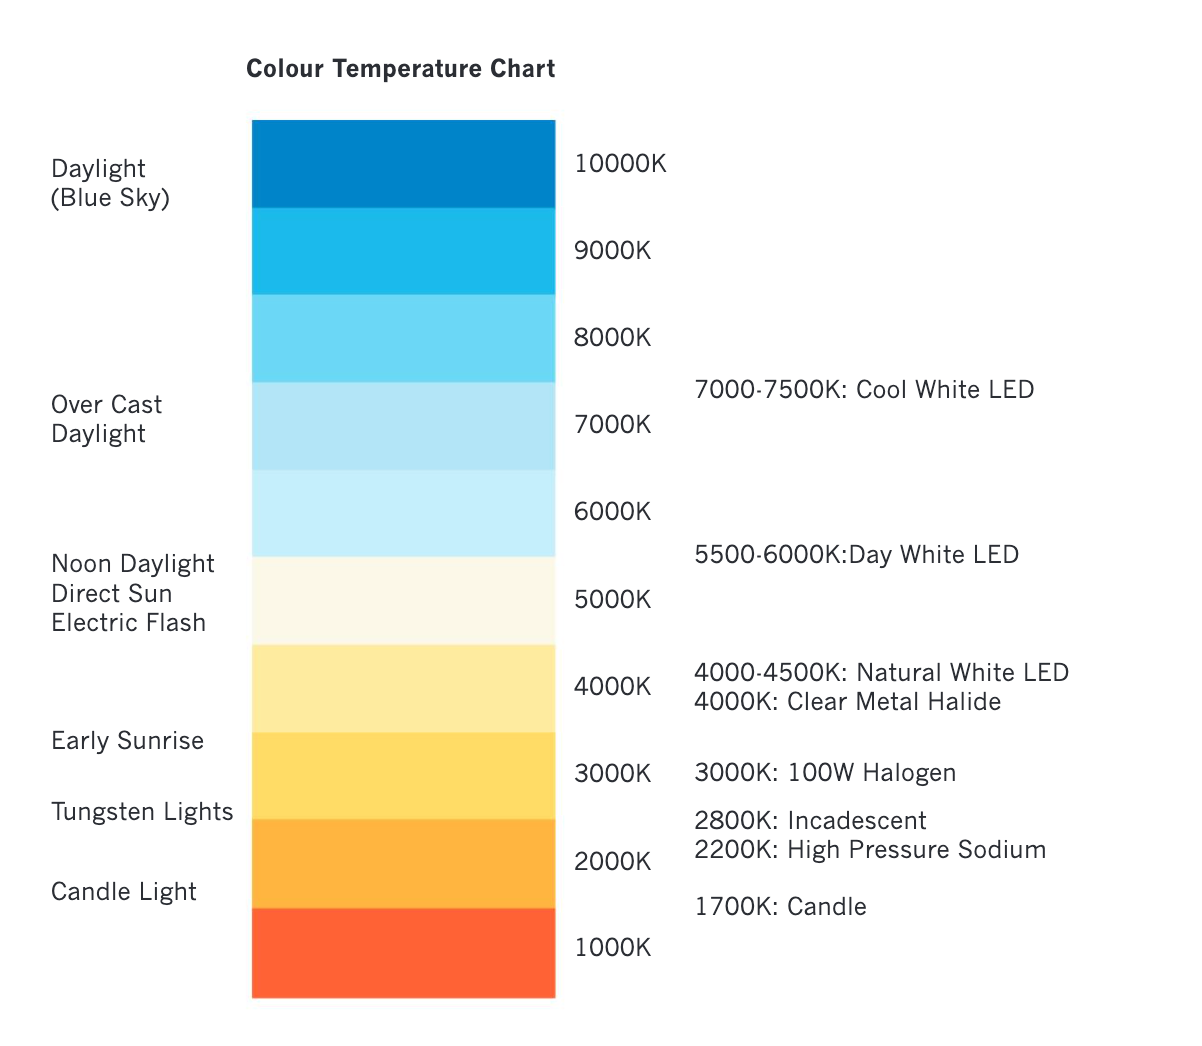 Colour Temperature Chart
Daylight
(Blue Sky)
10000K
9000K
8000K
7000-7500K: Cool White LED
Over Cast
Daylight
7000K
6000K
5500-6000K:Day White LED
Noon Daylight
Direct Sun
Electric Flash
5000K
4000-4500K: Natural White LED
4000K: Clear Metal Halide
4000K
Early Sunrise
3000K
3000K: 100W Halogen
Tungsten Lights
2800K: Incadescent
2200K: High Pressure Sodium
2000K
Candle Light
1700K: Candle
1000K